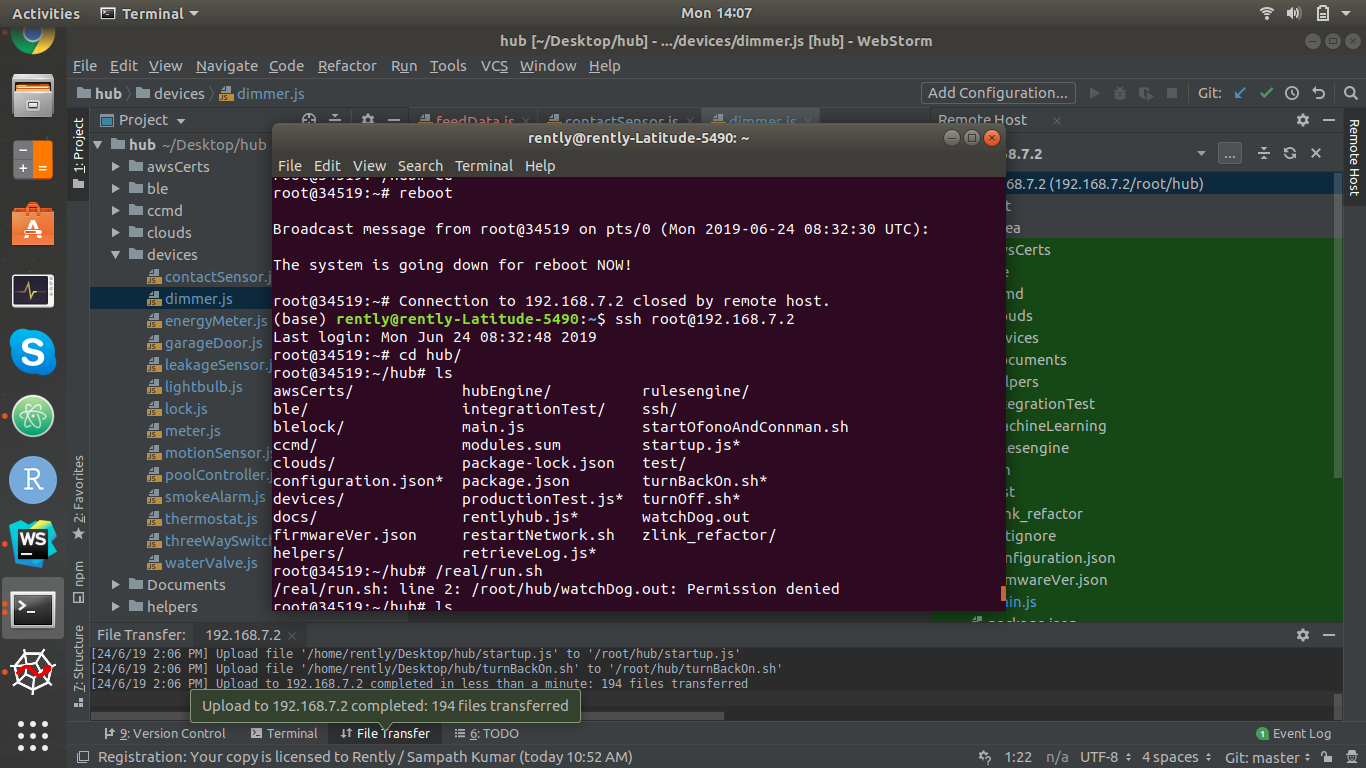 Activities Terminal Mon 14:07
hub [~/Desktop/hub] - .../devices/dimmer.js [hub] - WebStorm
File Edit View Navigate Code Refactor Run Tools VCS Window Help
hub devices dimmer.js Add Configuration... Git:
Project feedData.js contactSensor.js dimmer.js Remote Host
1: Project
hub ~/Desktop/hub
awsCerts
ble
ccmd
clouds
devices
contactSensor.j
dimmer.js
energyMeter.js
garageDoor.js
leakageSensor.j
lightbulb.js
lock.js
meter.js
motionSensor.js
poolController.j
smokeAlarm.js
thermostat.js
threeWaySwitch
waterValve.js
Documents
helpers
2: Favorites
npm
7: Structure
rently@rently-Latitude-5490: ~
File Edit View Search Terminal Help
root@34519:~/hub# cd
root@34519:~# reboot
Broadcast message from root@34519 on pts/0 (Mon 2019-06-24 08:32:30 UTC):
The system is going down for reboot NOW!
root@34519:~# Connection to 192.168.7.2 closed by remote host.
(base) rently@rently-Latitude-5490:~$ ssh root@192.168.7.2
Last login: Mon Jun 24 08:32:48 2019
root@34519:~# cd hub/
root@34519:~/hub# ls
awsCerts/ hubEngine/ rulesengine/
ble/ integrationTest/ ssh/
blelock/ main.js startOfonoAndConnman.sh
ccmd/ modules.sum startup.js*
clouds/ package-lock.json test/
configuration.json* package.json turnBackOn.sh*
devices/ productionTest.js* turnOff.sh*
docs/ rentlyhub.js* watchDog.out
firmwareVer.json restartNetwork.sh zlink_refactor/
helpers/ retrieveLog.js*
root@34519:~/hub# /real/run.sh
/real/run.sh: line 2: /root/hub/watchDog.out: Permission denied
root@34519:~/hub# ls
8.7.2
68.7.2 (192.168.7.2/root/hub)
t
ea
wsCerts
e
md
ouds
vices
ocuments
lpers
tegrationTest
achineLearning
lesengine
h
st
ink_refactor
tignore
onfiguration.json
rmwareVer.json
ain.js
package.json
Remote Host
File Transfer: 192.168.7.2
[24/6/19 2:06 PM] Upload file '/home/rently/Desktop/hub/startup.js' to '/root/hub/startup.js'
[24/6/19 2:06 PM] Upload file '/home/rently/Desktop/hub/turnBackOn.sh' to '/root/hub/turnBackOn.sh'
[24/6/19 2:06 PM] Upload to 192.168.7.2 completed in less than a minute: 194 files transferred
Upload to 192.168.7.2 completed: 194 files transferred
9: Version Control Terminal File Transfer 6: TODO 1 Event Log
Registration: Your copy is licensed to Rently / Sampath Kumar (today 10:52 AM) 1:22 n/a UTF-8 4 spaces Git: master